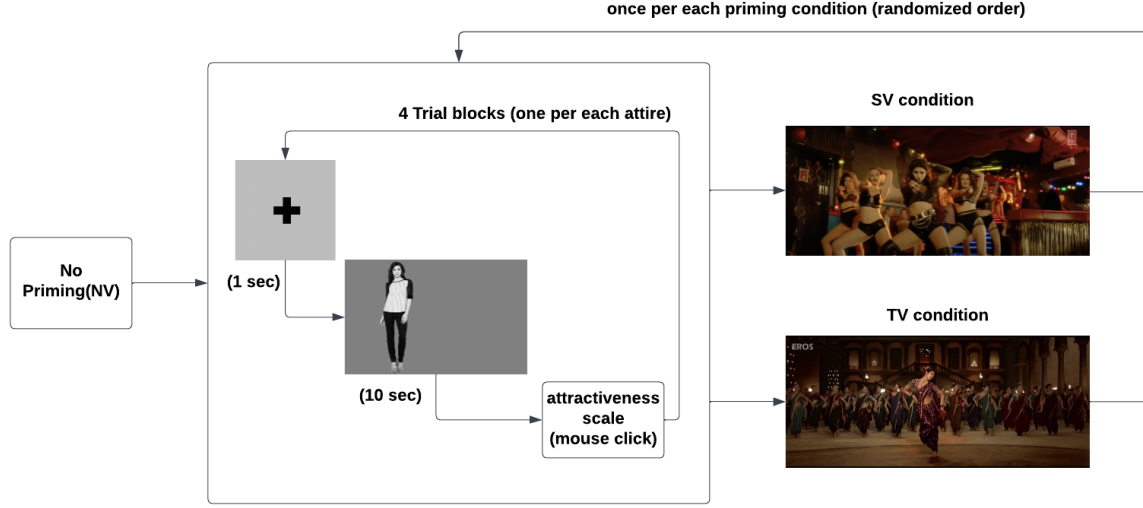 once per each priming condition (randomized order)
SV condition
4 Trial blocks (one per each attire)
No
Priming(NV)
(1 sec)
TV condition
- EROS
(10 sec)
attractiveness
scale
(mouse click)